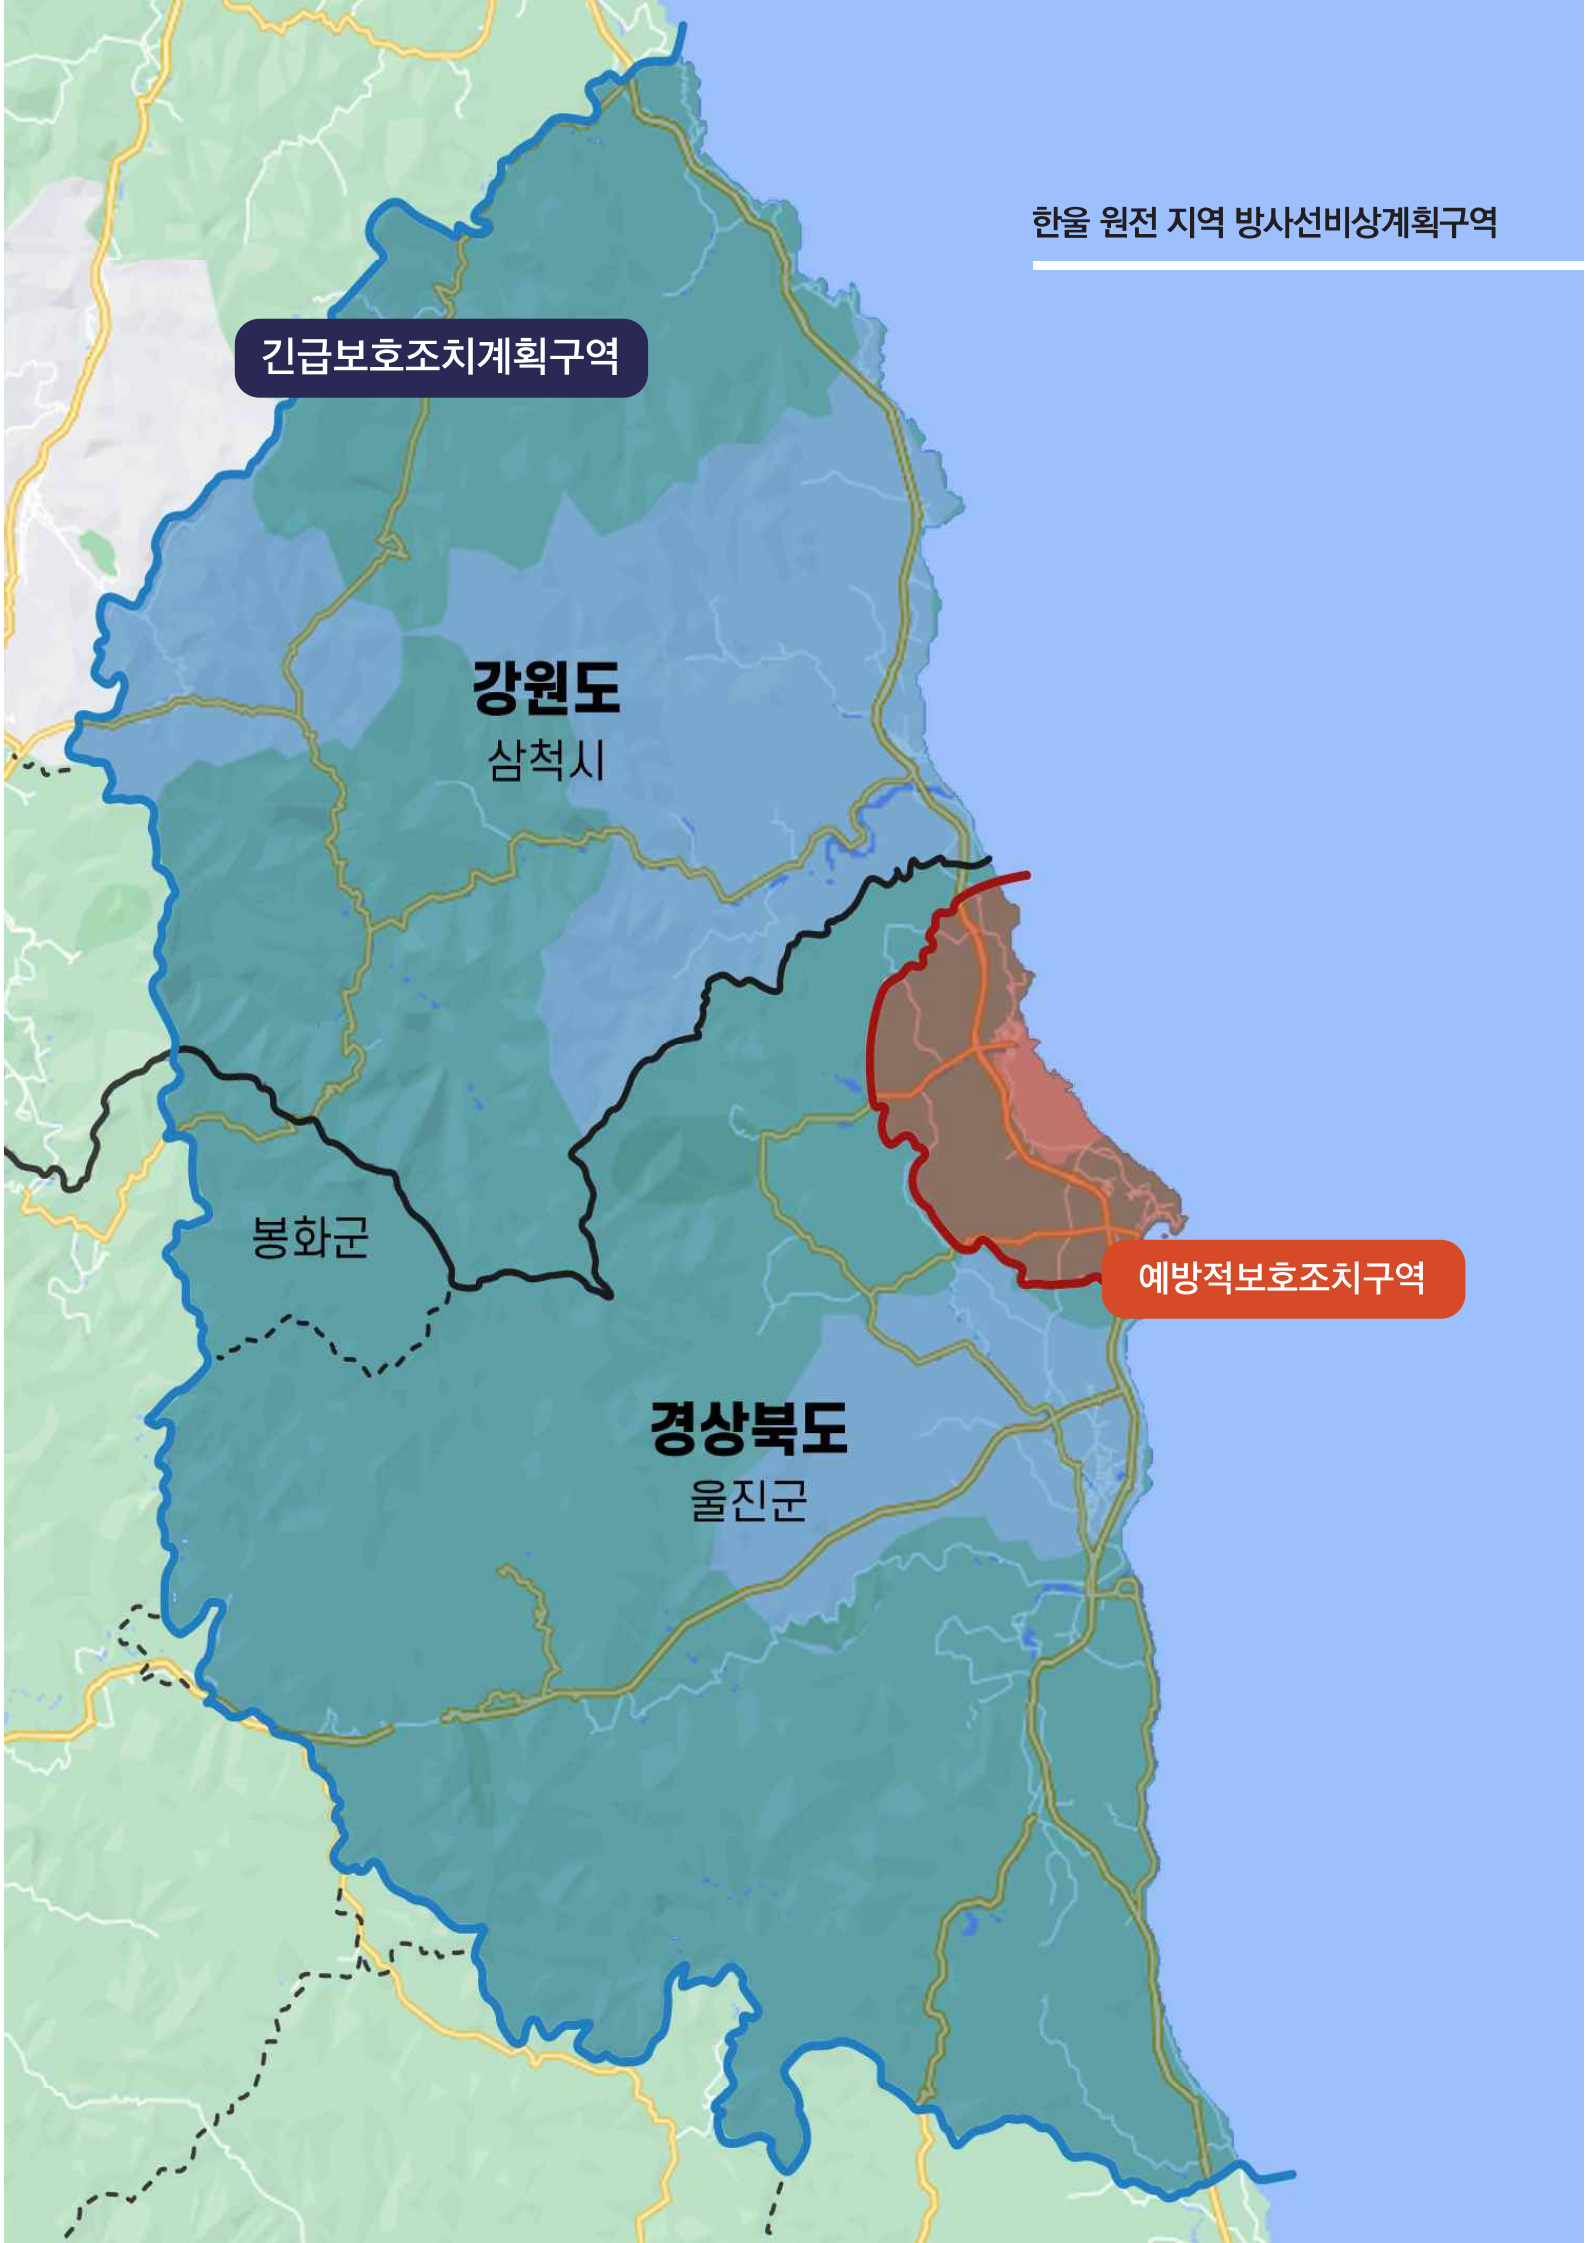 한울 원전 지역 방사선비상계획구역
긴급보호조치계획구역
강원도
삼척시
봉화군
예방적보호조치구역
경상북도
울진군